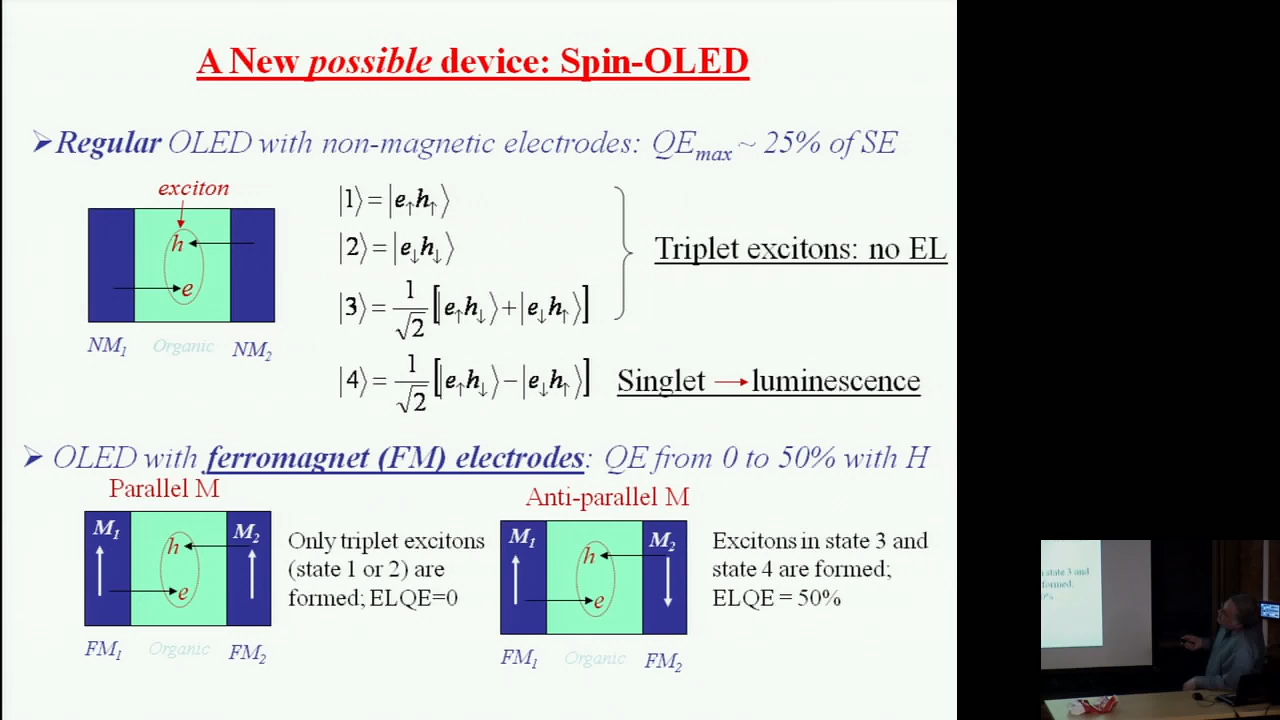 A New possible device: Spin-OLED
➢Regular OLED with non-magnetic electrodes: QEmax ~ 25% of SE
exciton
h
e
NM1 Organic NM2
|1⟩=|e↑h↑⟩
|2⟩=|e↓h↓⟩
|3⟩=1/√2[|e↑h↓⟩+|e↓h↑⟩]
Triplet excitons: no EL
|4⟩=1/√2[|e↑h↓⟩−|e↓h↑⟩]
Singlet → luminescence
➢ OLED with ferromagnet (FM) electrodes: QE from 0 to 50% with H
Parallel M
M1 M2
h
e
FM1 Organic FM2
Only triplet excitons
(state 1 or 2) are
formed; ELQE=0
Anti-parallel M
M1 M2
h
e
FM1 Organic FM2
Excitons in state 3 and
state 4 are formed;
ELQE = 50%
state 3 and
formed;